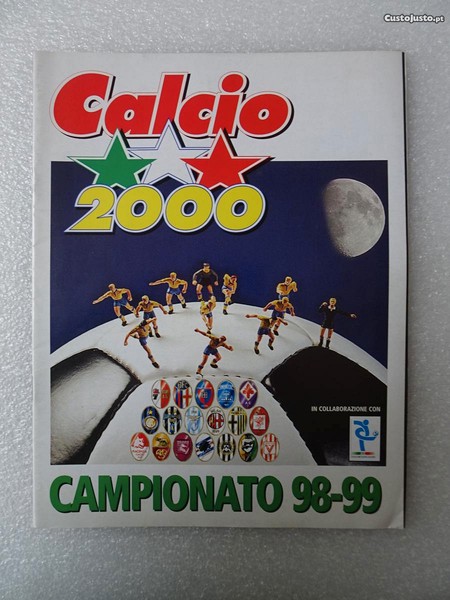 CustoJusto.pt
Calcio
2000
IN COLLABORAZIONE CON
CAMPIONATO 98-99